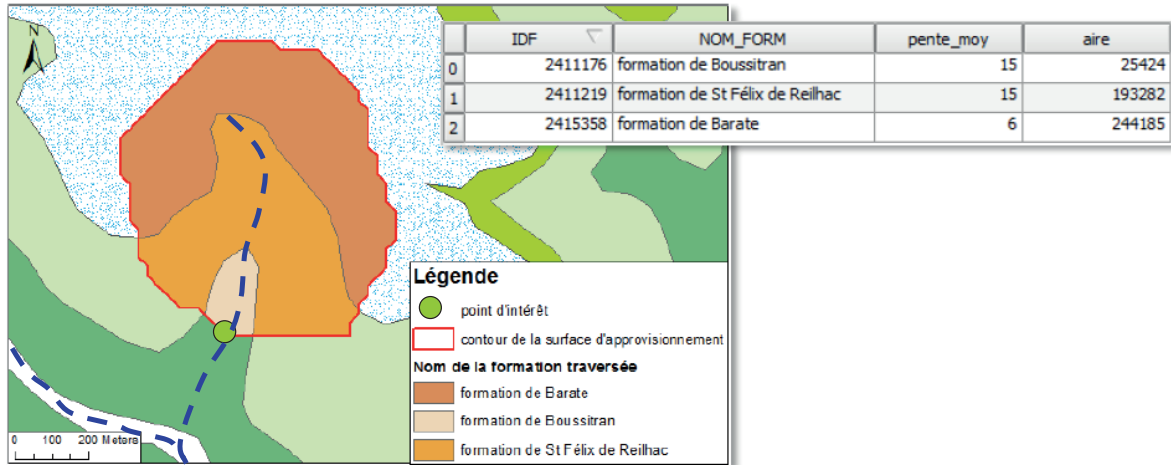 N
IDF NOM_FORM pente_moy aire
0 2411176 formation de Boussitran 15 25424
1 2411219 formation de St Félix de Reilhac 15 193282
2 2415358 formation de Barate 6 244185
Légende
point d'intérêt
contour de la surface d'approvisionnement
Nom de la formation traversée
formation de Barate
formation de Boussitran
formation de St Félix de Reilhac
0 100 200 Meters